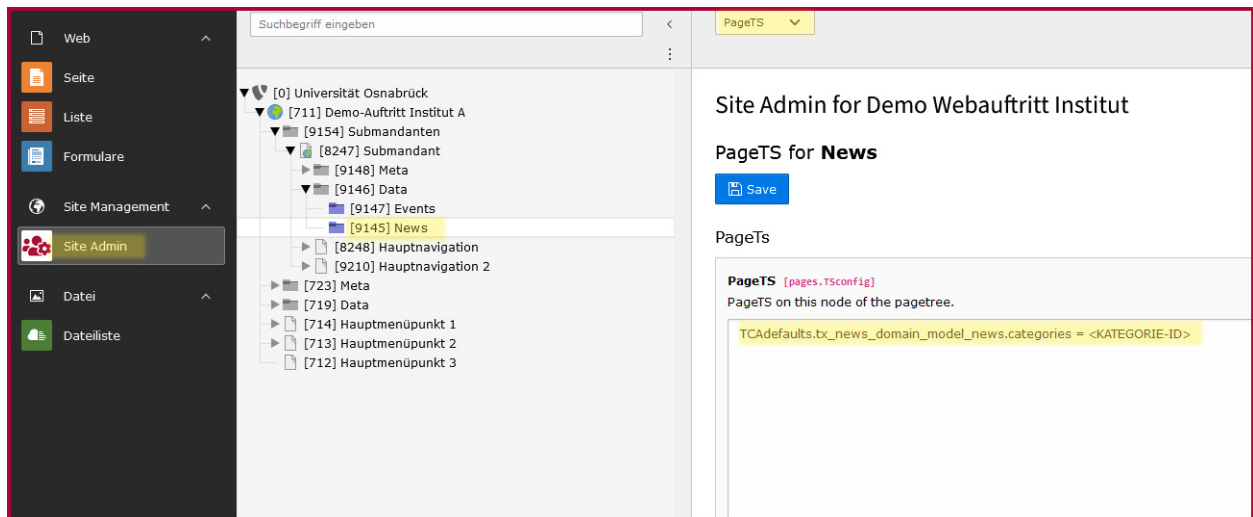 Web
Seite
Liste
Formulare
Site Management
Site Admin
Datei
Dateiliste
Suchbegriff eingeben
[0] Universität Osnabrück
[711] Demo-Auftritt Institut A
[9154] Submandanten
[8247] Submandant
[9148] Meta
[9146] Data
[9147] Events
[9145] News
[8248] Hauptnavigation
[9210] Hauptnavigation 2
[723] Meta
[719] Data
[714] Hauptmenüpunkt 1
[713] Hauptmenüpunkt 2
[712] Hauptmenüpunkt 3
PageTS
Site Admin for Demo Webauftritt Institut
PageTS for News
Save
PageTs
PageTS [pages.TSconfig]
PageTS on this node of the pagetree.
TCAdefaults.tx_news_domain_model_news.categories = <KATEGORIE-ID>